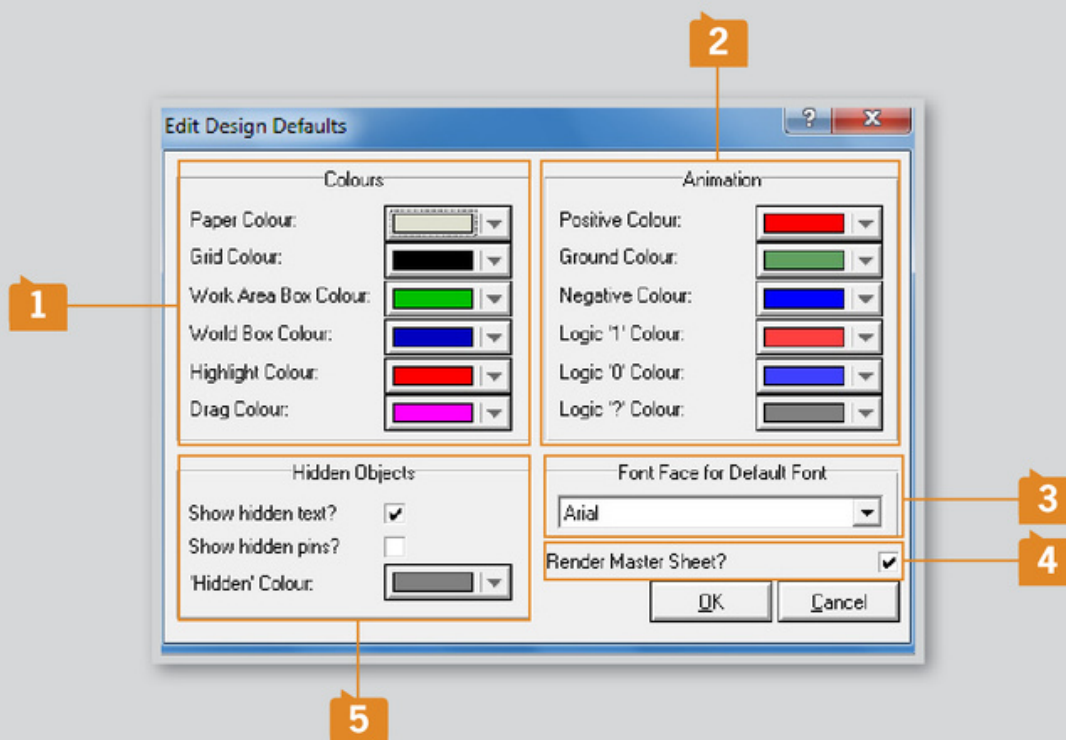 2
Edit Design Defaults
?
x
Colours
Paper Colour:
Grid Colour:
Work Area Box Colour:
World Box Colour:
Highlight Colour:
Drag Colour:
1
Animation
Positive Colour:
Ground Colour:
Negative Colour:
Logic '1' Colour:
Logic '0' Colour:
Logic '?' Colour:
Hidden Objects
Show hidden text?
Show hidden pins?
'Hidden' Colour:
Font Face for Default Font
Arial
3
Render Master Sheet?
4
OK
Cancel
5